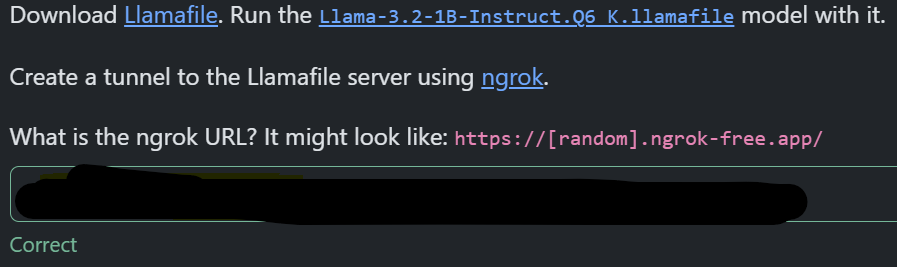 Download Llamafile. Run the Llama-3.2-1B-Instruct.Q6_K.llamafile model with it.
Create a tunnel to the Llamafile server using ngrok.
What is the ngrok URL? It might look like: https://[random].ngrok-free.app/
Correct